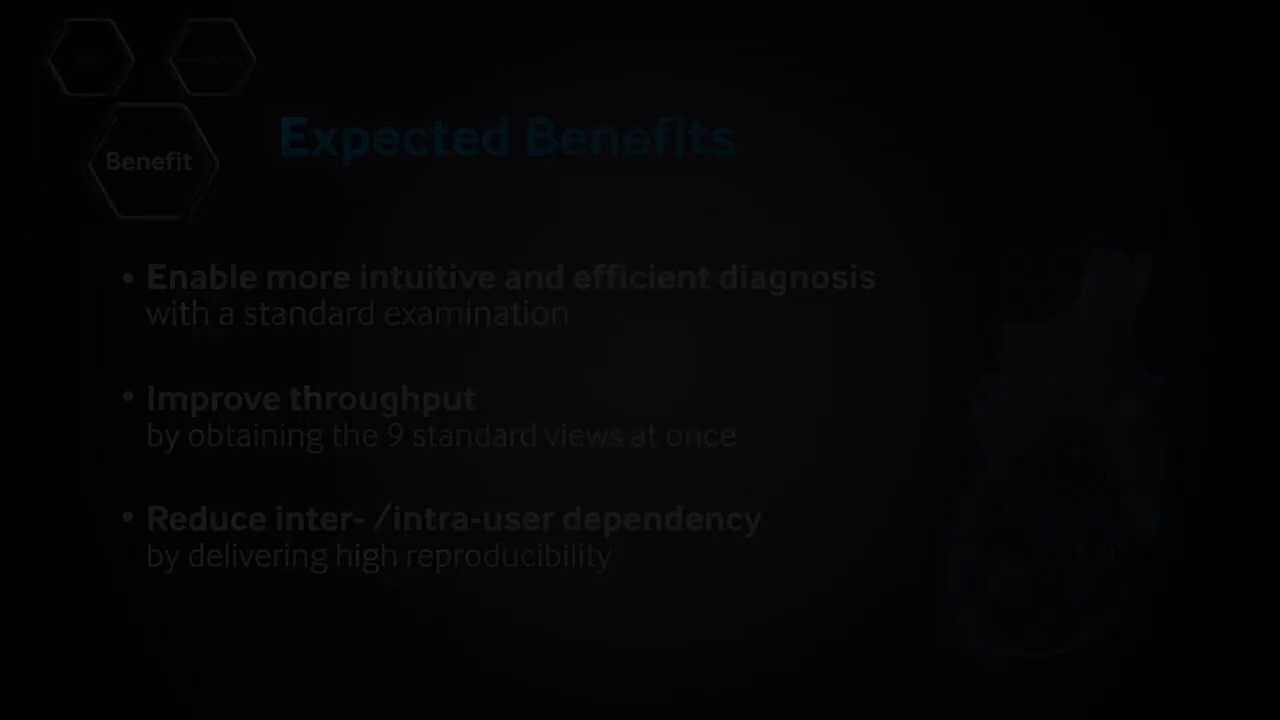 Benefit
Expected Benefits
• Enable more intuitive and efficient diagnosis
with a standard examination
• Improve throughput
by obtaining the 9 standard views at once
• Reduce inter- /intra-user dependency
by delivering high reproducibility